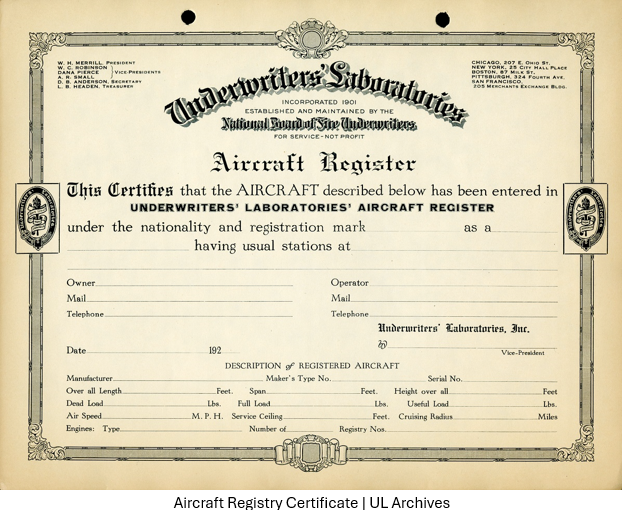 W. H. MERRILL, PRESIDENT
W. C. ROBINSON
DANA PIERCE
A. R. SMALL
VICE-PRESIDENTS
D. B. ANDERSON, SECRETARY
L. B. HEADEN, TREASURER
CHICAGO, 207 E. OHIO ST.
NEW YORK, 25 CITY HALL PLACE
BOSTON, 87 MILK ST.
PITTSBURGH, 324 FOURTH AVE.
SAN FRANCISCO,
205 MERCHANTS EXCHANGE BLDG.
Underwriters' Laboratories
INCORPORATED 1901
ESTABLISHED AND MAINTAINED BY THE
National Board of Fire Underwriters
FOR SERVICE-NOT PROFIT
Aircraft Register
This Certifies that the AIRCRAFT described below has been entered in
UNDERWRITERS' LABORATORIES' AIRCRAFT REGISTER
under the nationality and registration mark as a
having usual stations at
Owner Operator
Mail Mail
Telephone Telephone
Underwriters' Laboratories, Inc.
Date 192 by
Vice-President
DESCRIPTION of REGISTERED AIRCRAFT
Manufacturer Maker's Type No. Serial No.
Over all Length Feet. Span Feet. Height over all Feet
Dead Load Lbs. Full Load Lbs. Useful Load Lbs.
Air Speed M. P. H. Service Ceiling Feet. Cruising Radius Miles
Engines: Type Number of Registry Nos.
Aircraft Registry Certificate | UL Archives